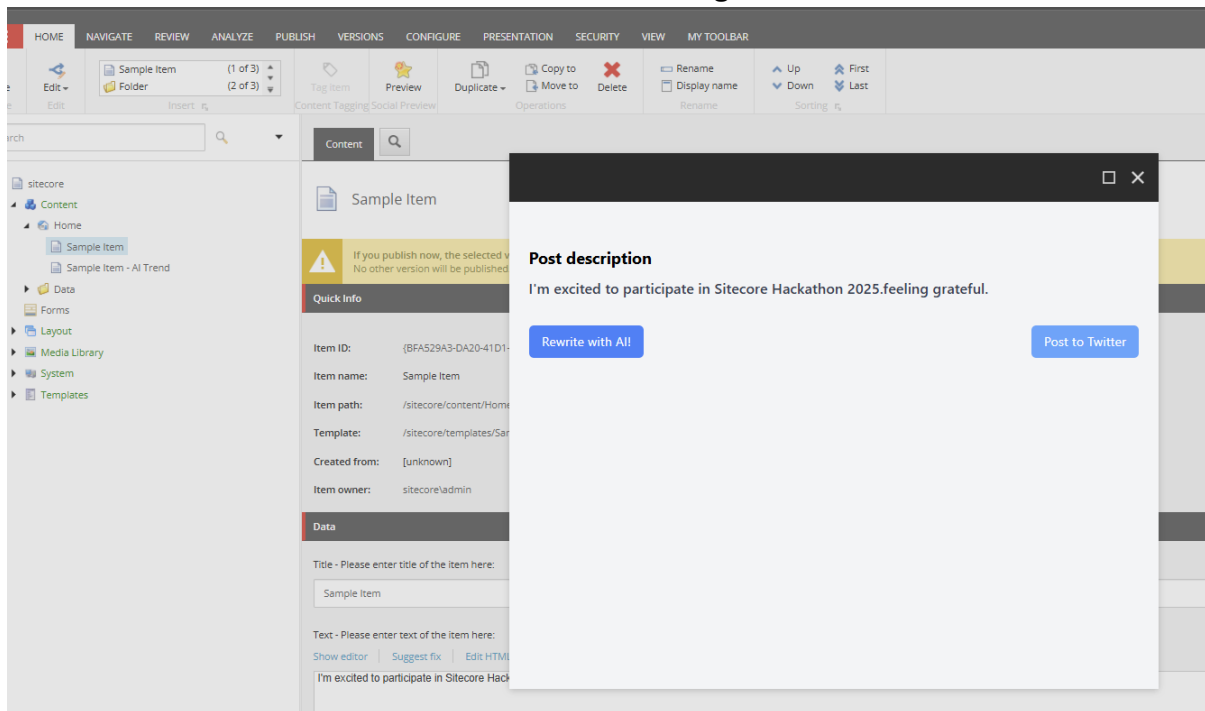 HOME NAVIGATE REVIEW ANALYZE PUBLISH VERSIONS CONFIGURE PRESENTATION SECURITY VIEW MY TOOLBAR
Sample Item (1 of 3)
Folder (2 of 3)
Edit
Tag item
Preview
Duplicate
Copy to
Move to
Delete
Rename
Display name
Up
Down
First
Last
Edit Insert Content Tagging Social Preview Operations Rename Sorting
Content
sitecore
Content
Home
Sample Item
Sample Item - AI Trend
Data
Forms
Layout
Media Library
System
Templates
Sample Item
If you publish now, the selected
No other version will be published
Quick Info
Item ID: {BFA529A3-DA20-41D1-
Item name: Sample Item
Item path: /sitecore/content/Home
Template: /sitecore/templates/Sa
Created from: [unknown]
Item owner: sitecore\admin
Data
Title - Please enter title of the item here:
Sample Item
Text - Please enter text of the item here:
Show editor Suggest fix Edit HTML
I'm excited to participate in Sitecore Hack
Post description
I'm excited to participate in Sitecore Hackathon 2025.feeling grateful.
Rewrite with AI!
Post to Twitter